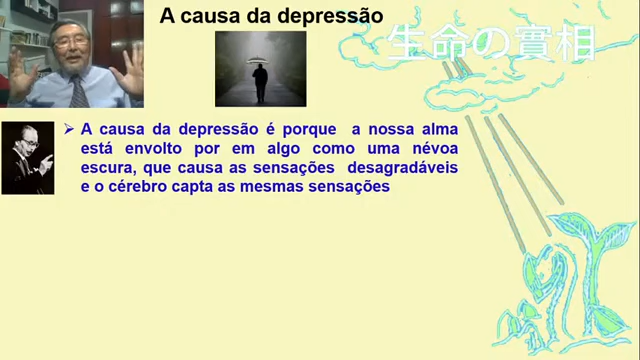 A causa da depressão
生命の實相
A causa da depressão é porque a nossa alma
está envolto por em algo como uma névoa
escura, que causa as sensações desagradáveis
e o cérebro capta as mesmas sensações